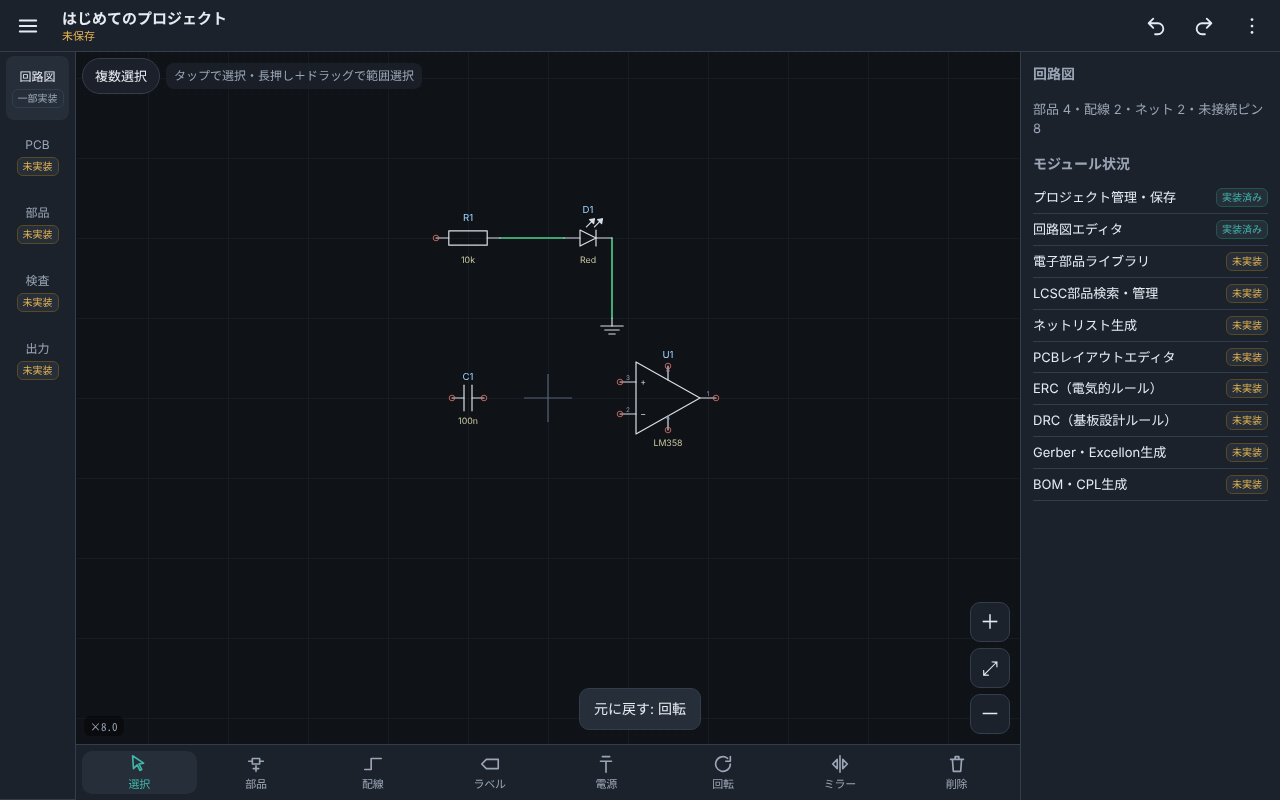 はじめてのプロジェクト
未保存
回路図
一部実装
PCB
未実装
部品
未実装
検査
未実装
出力
未実装
複数選択
タップで選択・長押し＋ドラッグで範囲選択
R1
10k
D1
Red
C1
100n
U1
3
+
2
−
1
LM358
元に戻す: 回転
×8.0
選択
部品
配線
ラベル
電源
回転
ミラー
削除
回路図
部品 4・配線 2・ネット 2・未接続ピン
8
モジュール状況
プロジェクト管理・保存 実装済み
回路図エディタ 実装済み
電子部品ライブラリ 未実装
LCSC部品検索・管理 未実装
ネットリスト生成 未実装
PCBレイアウトエディタ 未実装
ERC（電気的ルール） 未実装
DRC（基板設計ルール） 未実装
Gerber・Excellon生成 未実装
BOM・CPL生成 未実装